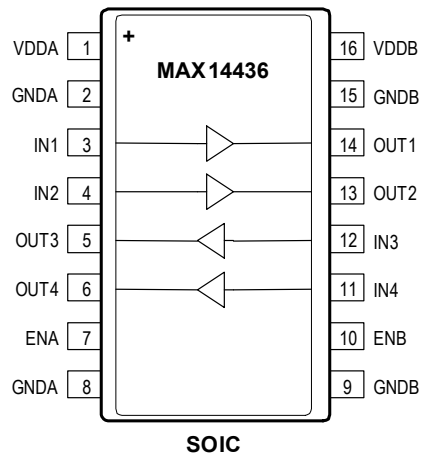 +
MAX14436
VDDA 1 16 VDDB
GNDA 2 15 GNDB
IN1 3 14 OUT1
IN2 4 13 OUT2
OUT3 5 12 IN3
OUT4 6 11 IN4
ENA 7 10 ENB
GNDA 8 9 GNDB
SOIC